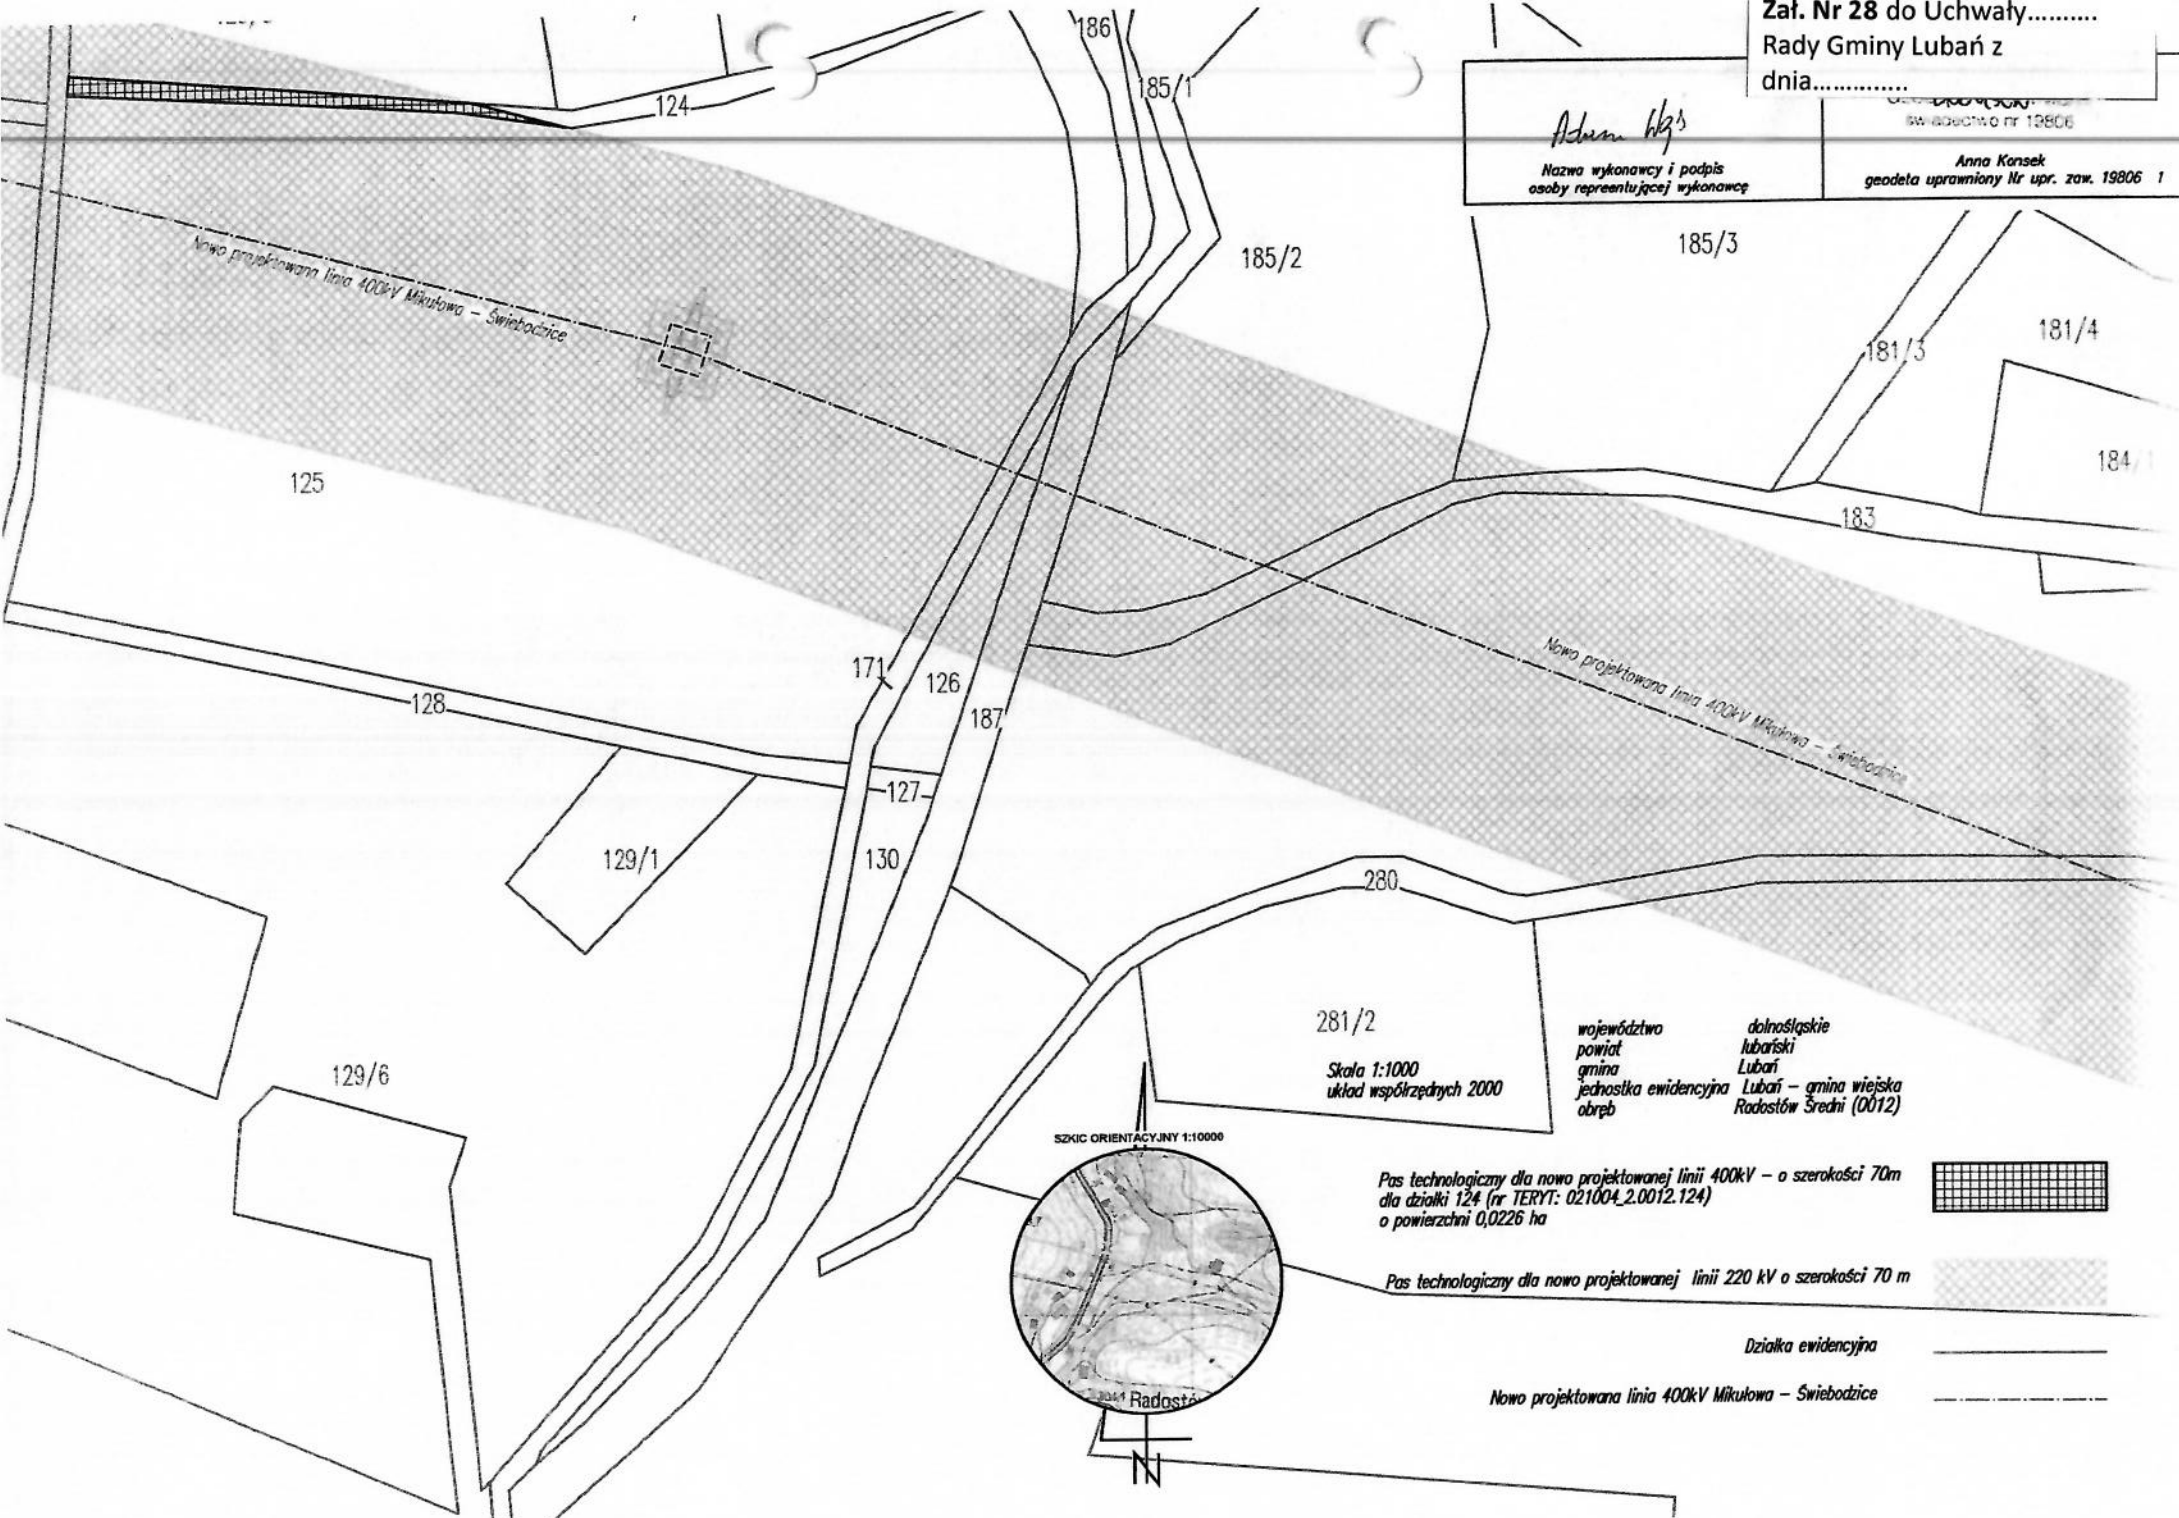 Zał. Nr 28 do Uchwały..........
Rady Gminy Lubań z
dnia.............
świadectwo nr 19806
Nazwa wykonawcy i podpis
osoby repreentującej wykonawcę
Anna Konsek
geodeta uprawniony Nr upr. zaw. 19806 1
186
185/1
124
185/2
185/3
181/3
181/4
184/1
183
Nowo projektowana linia 400kV Mikułowa – Świebodzice
125
Nowo projektowana linia 400kV Mikułowa – Świebodzice
171
126
128
187
127
129/1
130
280
281/2
129/6
Skala 1:1000
układ współrzędnych 2000
województwo dolnośląskie
powiat lubański
gmina Lubań
jednostka ewidencyjna Lubań – gmina wiejska
obręb Radostów Średni (0012)
SZKIC ORIENTACYJNY 1:10000
Radostó
N
Pas technologiczny dla nowo projektowanej linii 400kV – o szerokości 70m
dla działki 124 (nr TERYT: 021004_2.0012.124)
o powierzchni 0,0226 ha
Pas technologiczny dla nowo projektowanej linii 220 kV o szerokości 70 m
Działka ewidencyjna
Nowo projektowana linia 400kV Mikułowa – Świebodzice